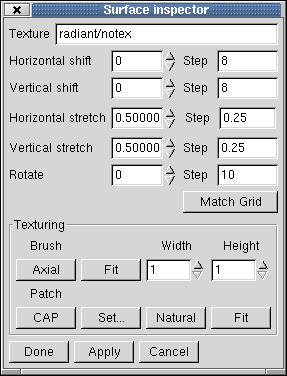 Surface inspector
Texture radiant/notex
Horizontal shift 0 Step 8
Vertical shift 0 Step 8
Horizontal stretch 0.50000 Step 0.25
Vertical stretch 0.50000 Step 0.25
Rotate 0 Step 10
Match Grid
Texturing
Brush Width Height
Axial Fit 1 1
Patch
CAP Set... Natural Fit
Done Apply Cancel